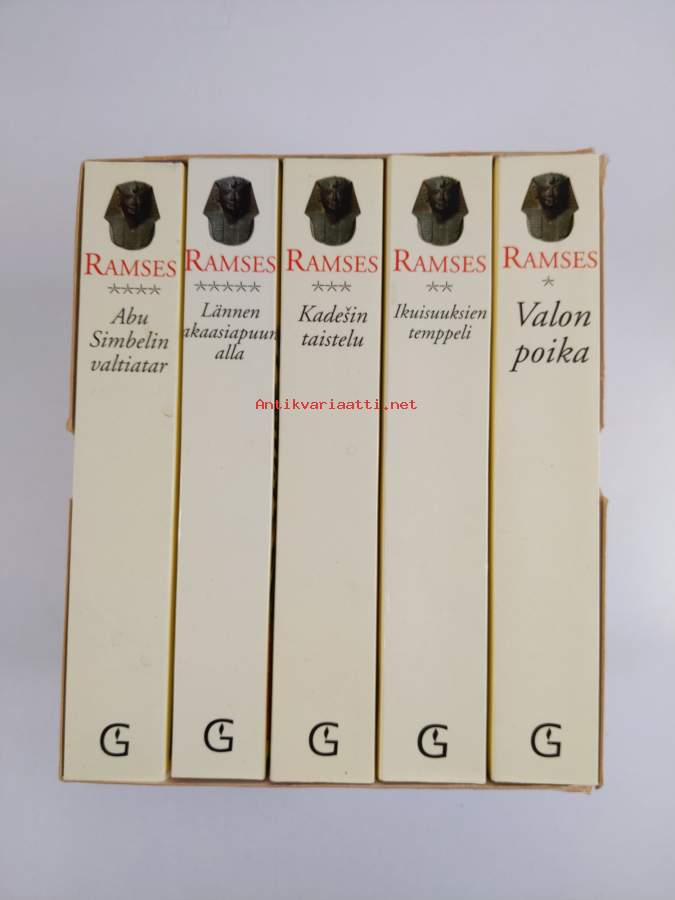 RAMSES
****
Abu
Simbelin
valtiatar
G
RAMSES
*****
Lännen
akaasiapuun
alla
G
RAMSES
***
Kadešin
taistelu
G
RAMSES
**
Ikuisuuksien
temppeli
G
RAMSES
*
Valon
poika
G
Antikvariaatti.net